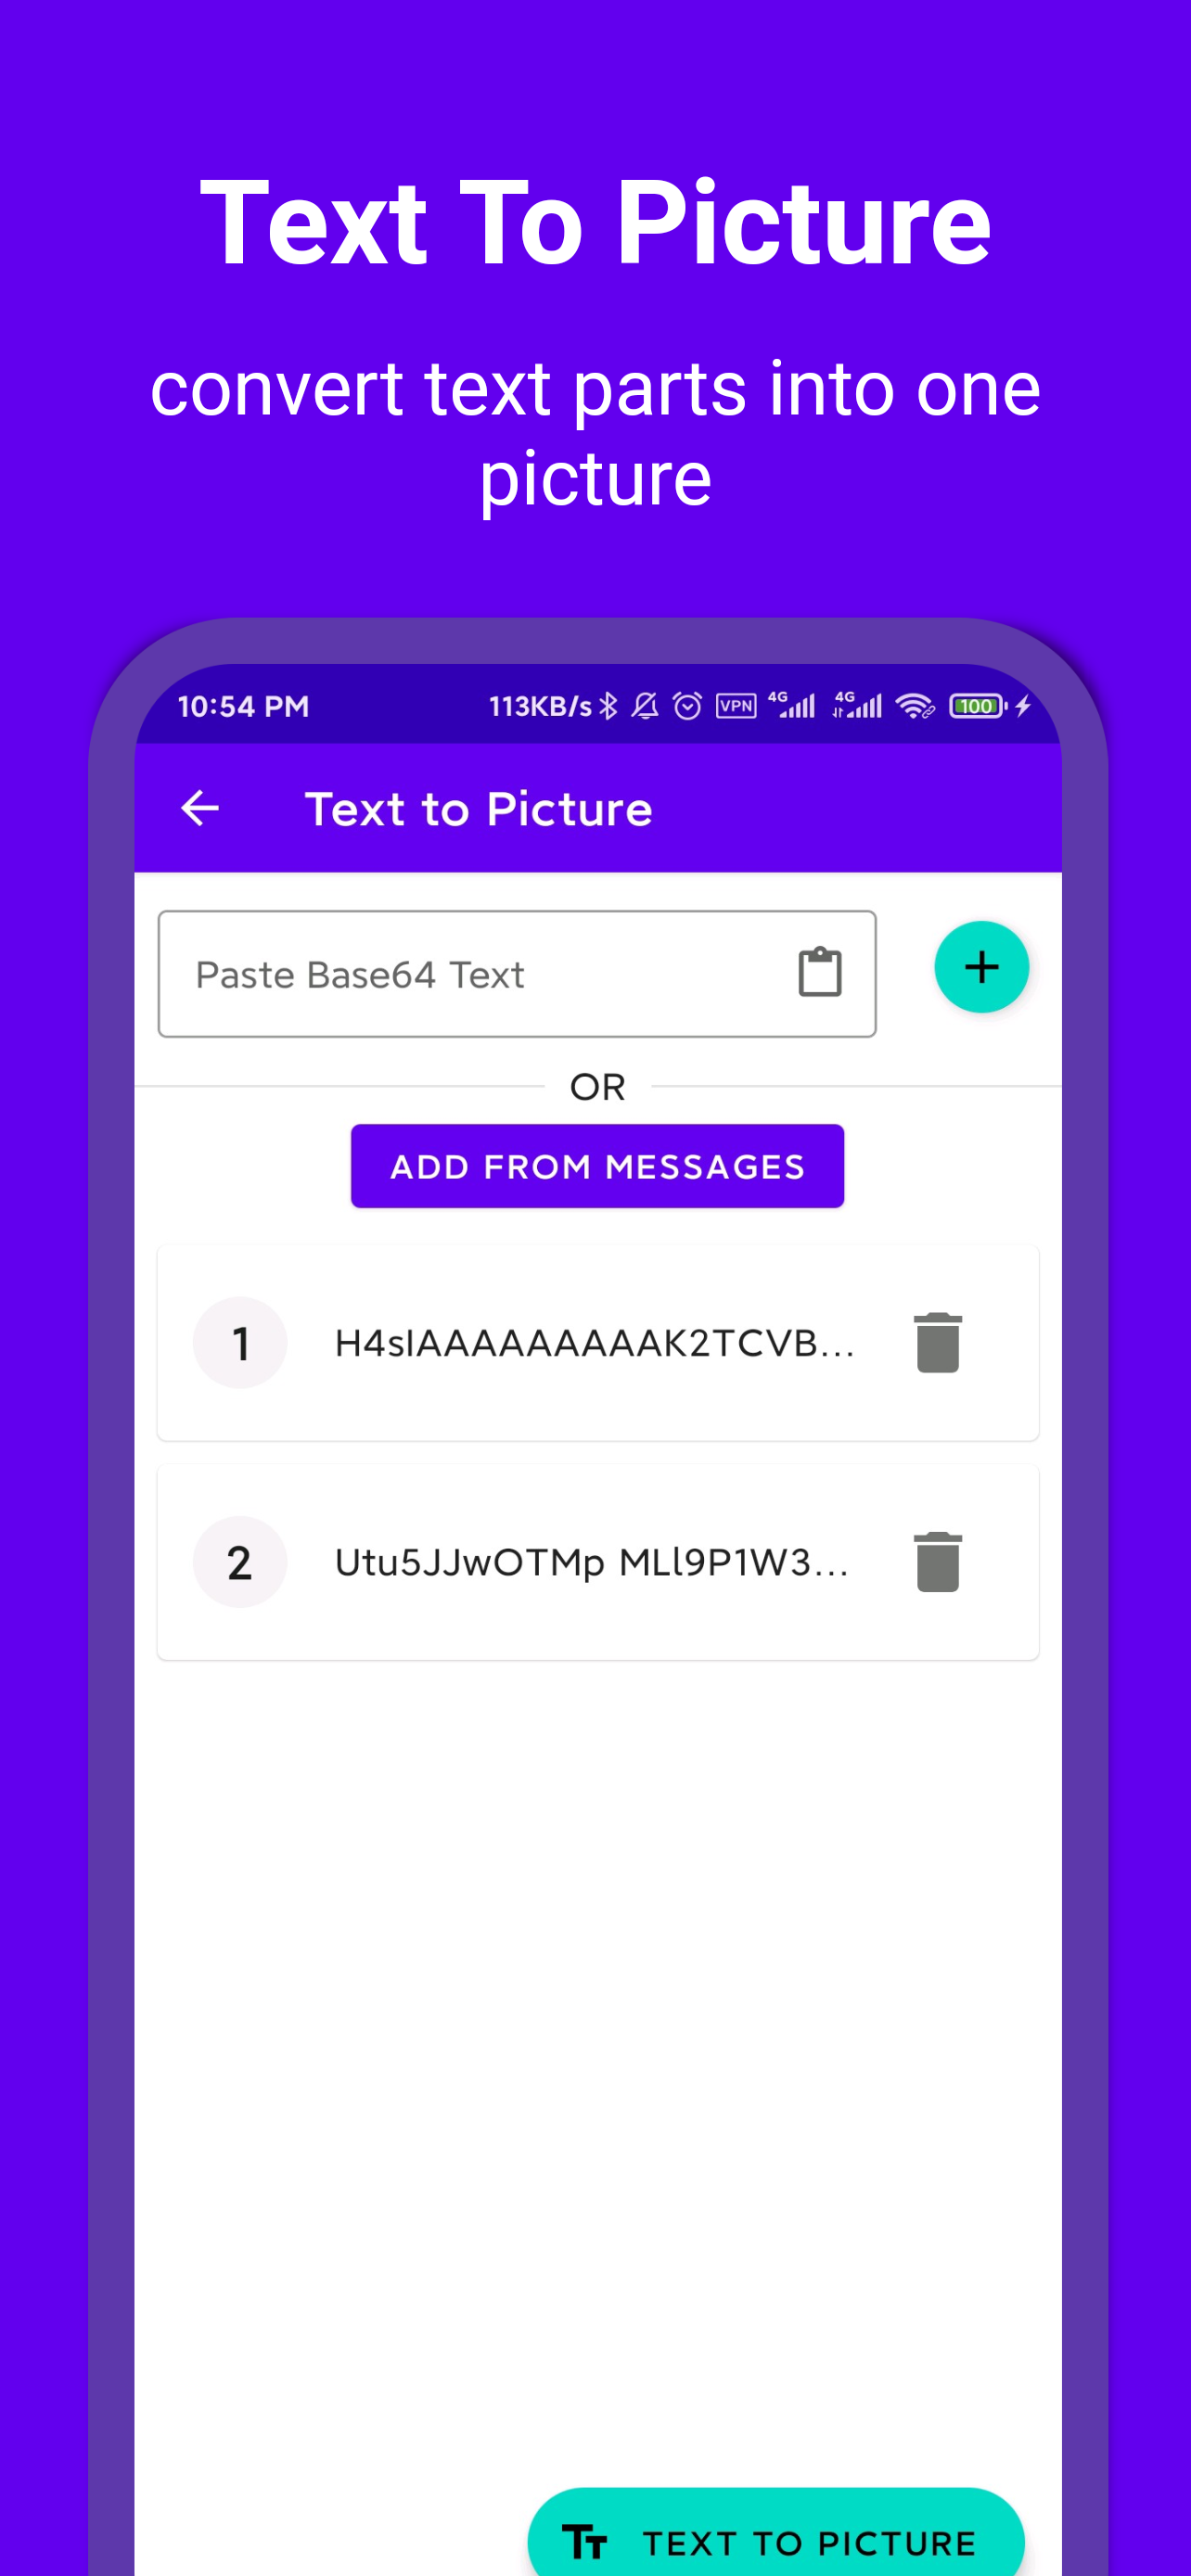 Text To Picture
convert text parts into one
picture
10:54 PM 113KB/s VPN 4G 4G 100
Text to Picture
Paste Base64 Text
OR
ADD FROM MESSAGES
1 H4sIAAAAAAAAAK2TCVB...
2 Utu5JJwOTMp MLl9P1W3...
TEXT TO PICTURE